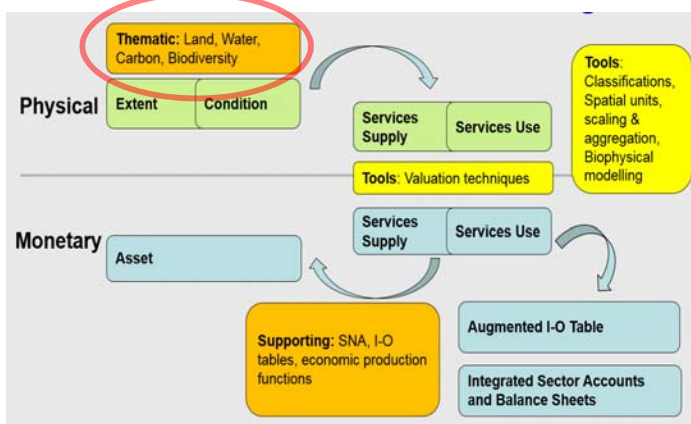 Thematic: Land, Water,
Carbon, Biodiversity
Tools:
Classifications,
Spatial units,
scaling &
aggregation,
Biophysical
modelling
Physical
Extent
Condition
Services
Supply
Services Use
Tools: Valuation techniques
Monetary
Asset
Services
Supply
Services Use
Supporting: SNA, I-O
tables, economic production
functions
Augmented I-O Table
Integrated Sector Accounts
and Balance Sheets